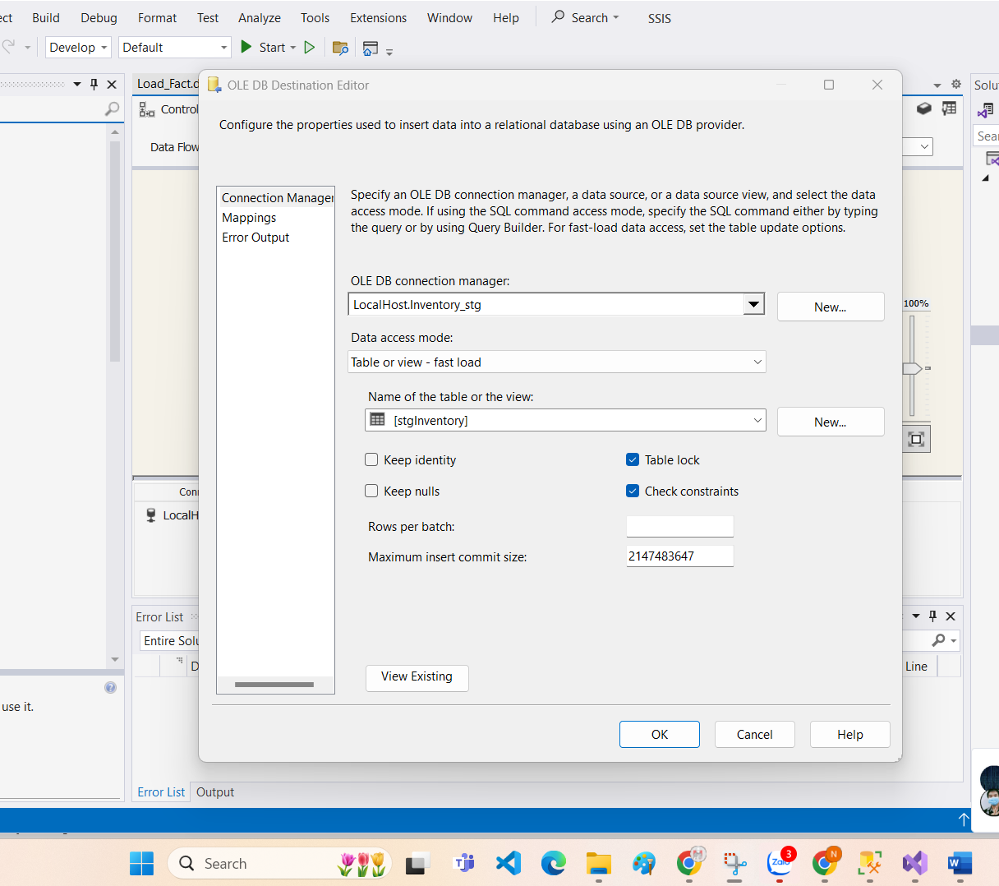 Build Debug Format Test Analyze Tools Extensions Window Help Search SSIS
Develop Default Start
Load_Fact.d
OLE DB Destination Editor
Solu
Control
Configure the properties used to insert data into a relational database using an OLE DB provider.
Data Flow
Sear
Connection Manager
Mappings
Error Output
Specify an OLE DB connection manager, a data source, or a data source view, and select the data
access mode. If using the SQL command access mode, specify the SQL command either by typing
the query or by using Query Builder. For fast-load data access, set the table update options.
OLE DB connection manager:
LocalHost.Inventory_stg
New...
100%
Data access mode:
Table or view - fast load
Name of the table or the view:
[stgInventory]
New...
Keep identity
Table lock
Keep nulls
Check constraints
Conn
LocalH
Rows per batch:
Maximum insert commit size:
2147483647
Error List
Entire Solu
D
Line
View Existing
use it.
OK
Cancel
Help
Error List
Output
Search
Zalo
3
M
N